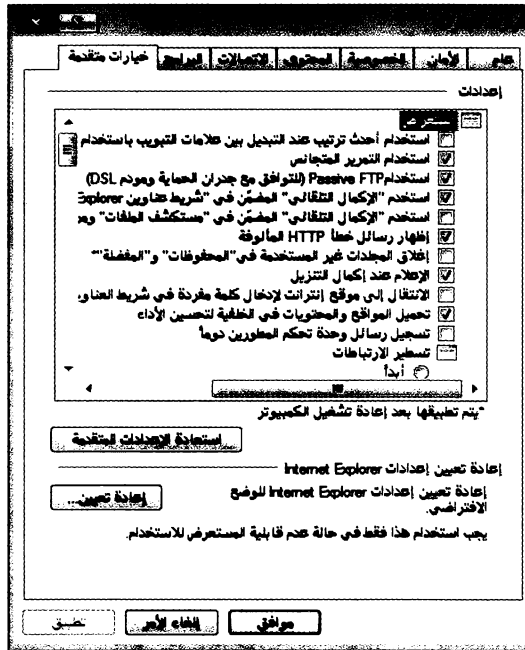 عام
الأمان
الخصوصية
المحتوى
الاتصالات
البرامج
خيارات متقدمة
إعدادات
مستعرض
استخدام أحدث ترتيب عند التبديل بين علامات التبويب باستخدام
استخدام التمرير المتجانس
استخدام Passive FTP (للتوافق مع جدران الحماية ومودم DSL)
استخدام "الإكمال التلقائي" المضمّن في "شريط عناوين Explorer
استخدم "الإكمال التلقائي" المضمّن في "مستكشف الملفات" ومر
إظهار رسائل خطأ HTTP المألوفة
إغلاق المجلدات غير المستخدمة في"المحفوظات" و"المفضلة"*
الإعلام عند إكمال التنزيل
الانتقال إلى موقع إنترانت لإدخال كلمة مفردة في شريط العناو
تحميل المواقع والمحتويات في الخلفية لتحسين الأداء
تسجيل رسائل وحدة تحكم المطورين دوماً
تسطير الارتباطات
أبداً
*يتم تطبيقها بعد إعادة تشغيل الكمبيوتر
استعادة الإعدادات المتقدمة
إعادة تعيين إعدادات Internet Explorer
إعادة تعيين إعدادات Internet Explorer للوضع
الافتراضي.
إعادة تعيين...
يجب استخدام هذا فقط في حالة عدم قابلية المستعرض للاستخدام.
موافق
إلغاء الأمر
تطبيق